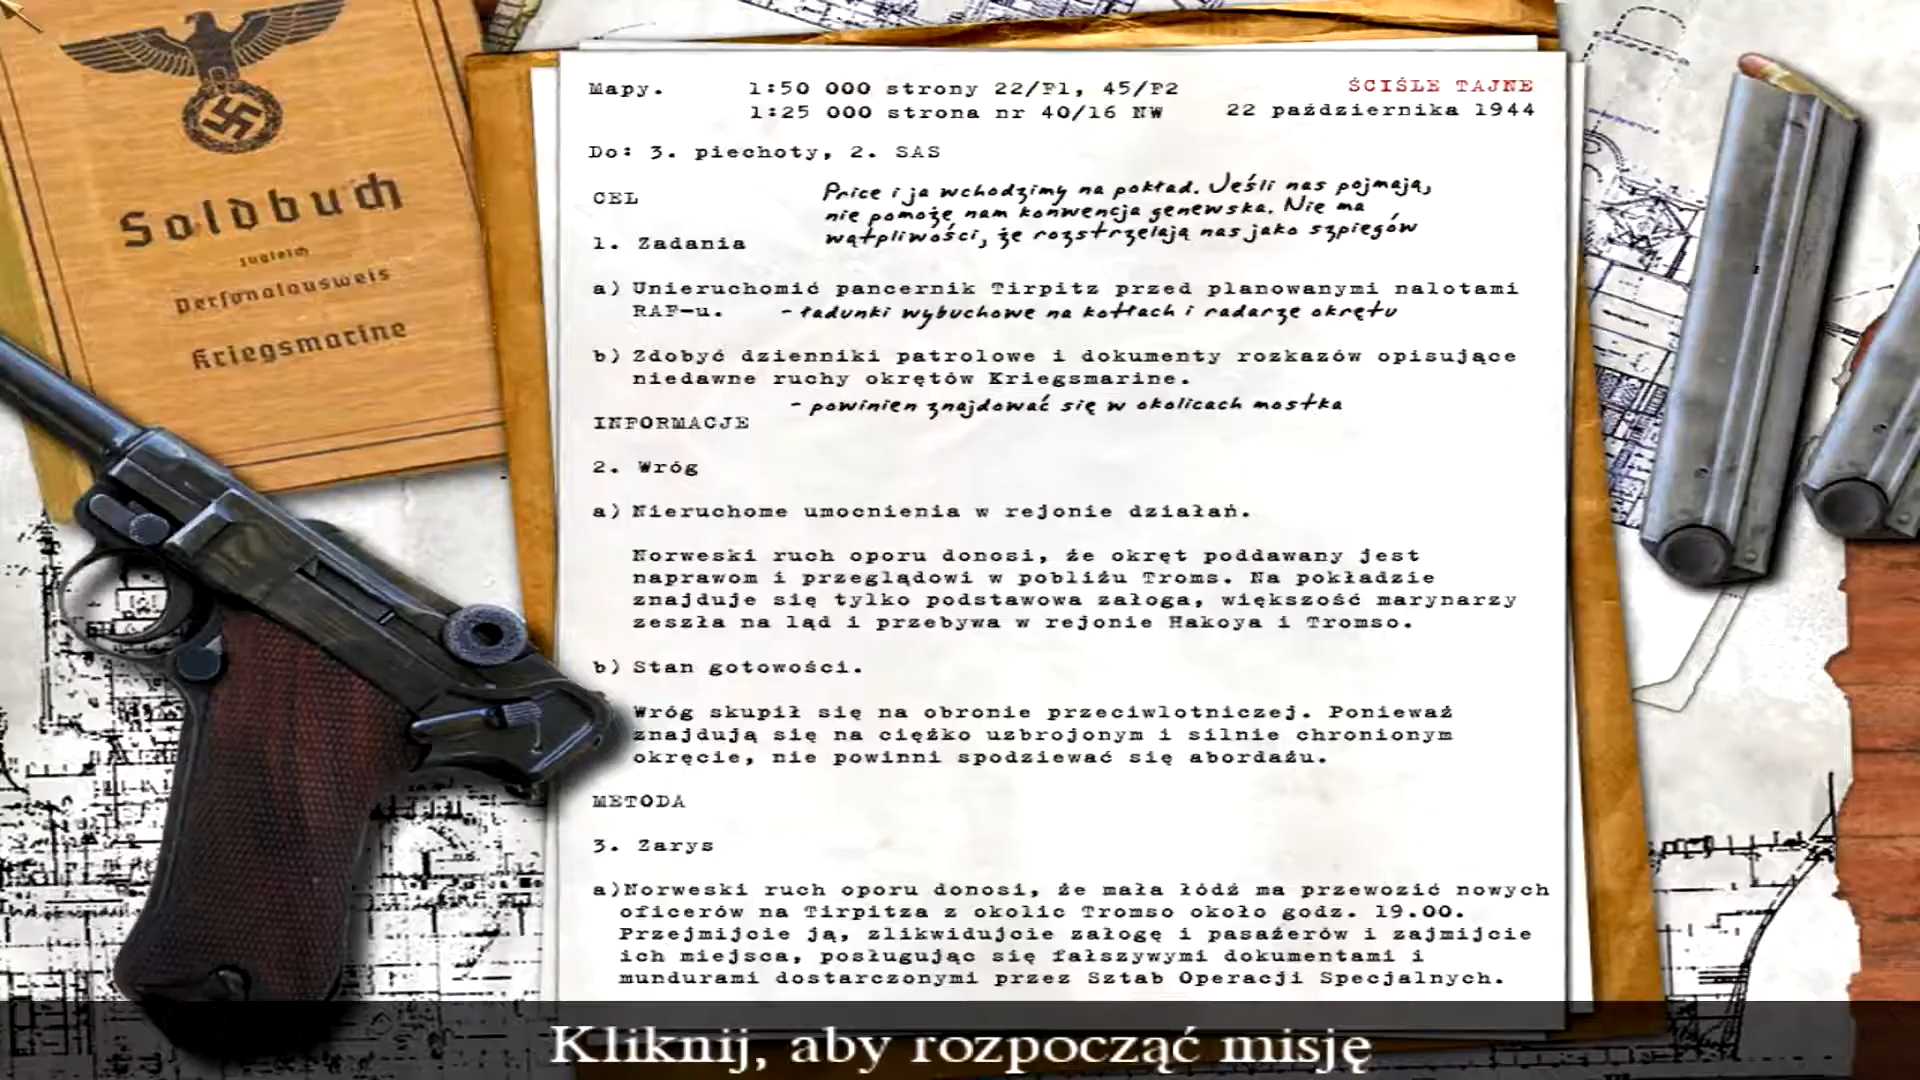 Soldbuch
zugleich
Personalausweis
Kriegsmarine
Mapy. 1:50 000 strony 22/F1, 45/F2
1:25 000 strona nr 40/16 NW
ŚCIŚLE TAJNE
22 października 1944
Do: 3. piechoty, 2. SAS
CEL
Price i ja wchodzimy na pokład. Jeśli nas pojmają,
nie pomoże nam konwencja genewska. Nie ma
wątpliwości, że rozstrzelają nas jako szpiegów
1. Zadania
a) Unieruchomić pancernik Tirpitz przed planowanymi nalotami
RAF-u. - ładunki wybuchowe na kotłach i radarze okrętu
b) Zdobyć dzienniki patrolowe i dokumenty rozkazów opisujące
niedawne ruchy okrętów Kriegsmarine.
- powinien znajdować się w okolicach mostka
INFORMACJE
2. Wróg
a) Nieruchome umocnienia w rejonie działań.
Norweski ruch oporu donosi, że okręt poddawany jest
naprawom i przeglądowi w pobliżu Troms. Na pokładzie
znajduje się tylko podstawowa załoga, większość marynarzy
zeszła na ląd i przebywa w rejonie Hakoya i Tromso.
b) Stan gotowości.
Wróg skupił się na obronie przeciwlotniczej. Ponieważ
znajdują się na ciężko uzbrojonym i silnie chronionym
okręcie, nie powinni spodziewać się abordażu.
METODA
3. Zarys
a)Norweski ruch oporu donosi, że mała łódź ma przewozić nowych
oficerów na Tirpitza z okolic Tromso około godz. 19.00.
Przejmijcie ją, zlikwidujcie załogę i pasażerów i zajmijcie
ich miejsca, posługując się fałszywymi dokumentami i
mundurami dostarczonymi przez Sztab Operacji Specjalnych.
Kliknij, aby rozpocząć misję